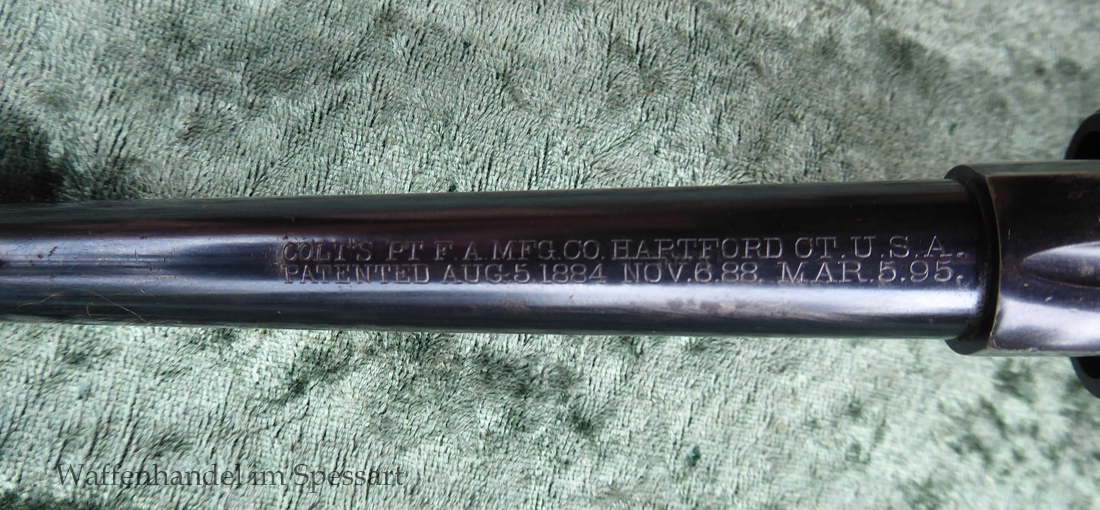 COLT'S PT F.A.MFG.CO.HARTFORD CT.U.S.A.
PATENTED AUG.5.1884 NOV.6.88. MAR.5.95.
Waffenhandel im Spessart